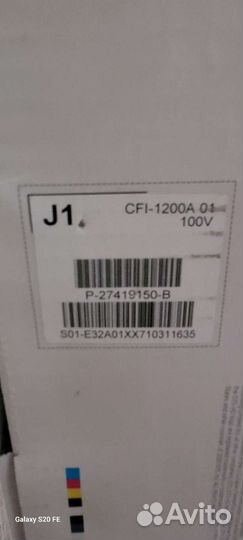 J1
CFI-1200A 01
100V
P-27419150-B
S01-E32A01XX710311635
Galaxy S20 FE
Avito